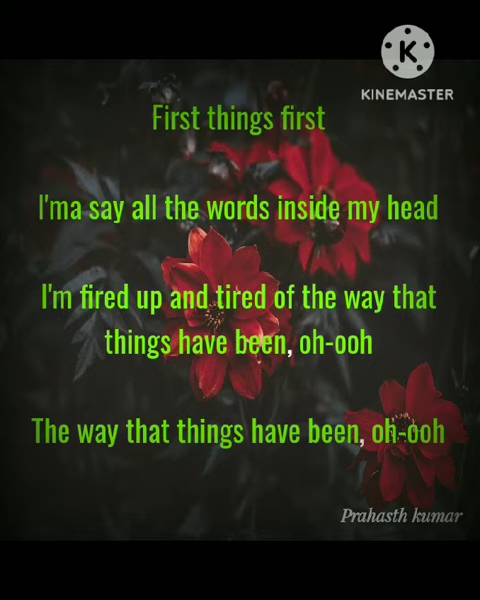 KINEMASTER
First things first
I'ma say all the words inside my head
I'm fired up and tired of the way that
things have been, oh-ooh
The way that things have been, oh-ooh
Prahasth kumar